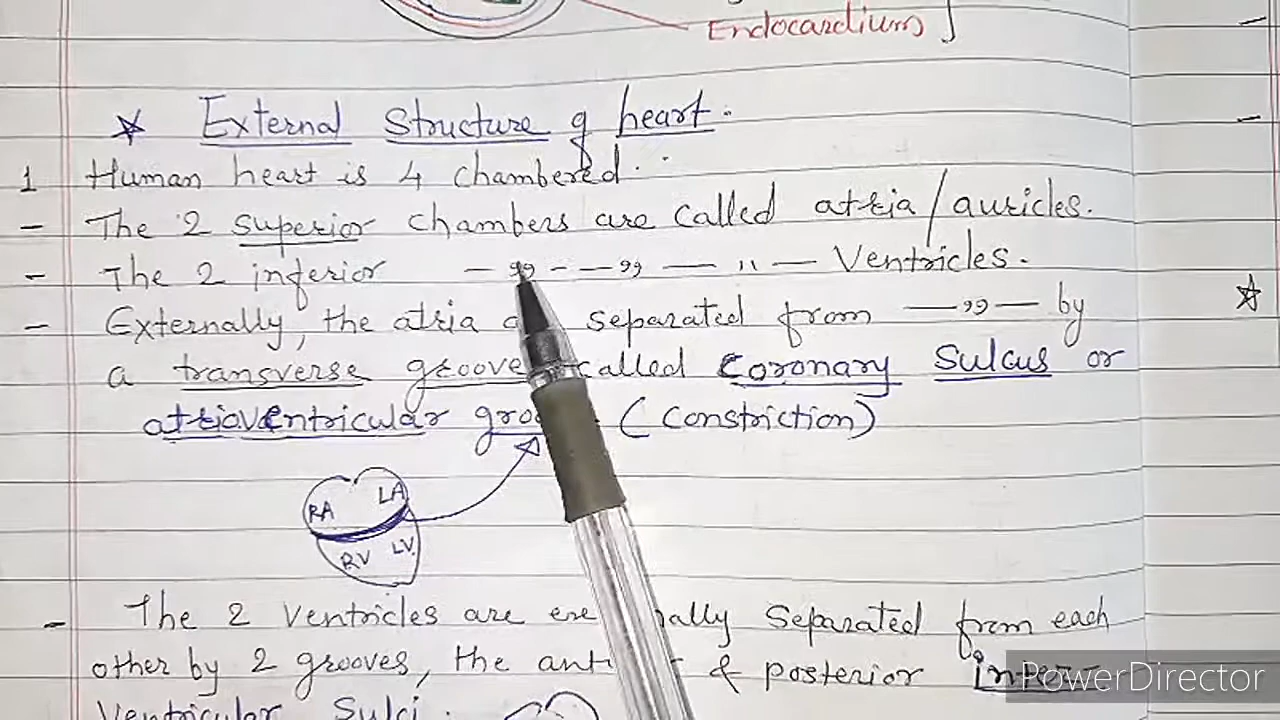 Endocardium]
☆ External Structure of heart.
1 Human heart is 4 chambered.
- The 2 superior chambers are called atria/auricles.
- The 2 inferior — ,, - — ,, — ,, — Ventricles.
- Externally, the atria separated from — ,, — by
a transverse groove called Coronary Sulcus or
atrioventricular (constriction)
RA LA
RV LV
- The 2 Ventricles are separated from each
other by 2 grooves, the & posterior inter-
Ventricular Sulci.
PowerDirector